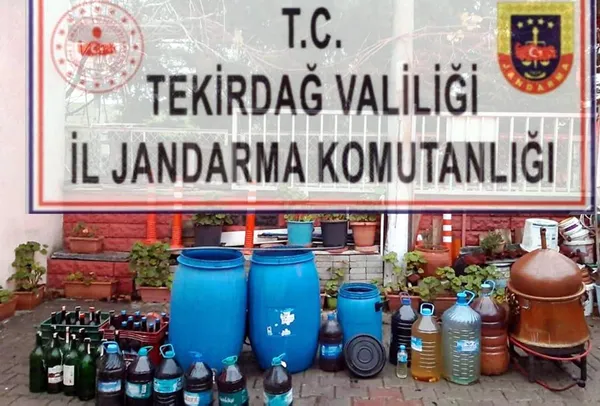 T.C.
TEKİRDAĞ VALİLİĞİ
İL JANDARMA KOMUTANLIĞI
JANDARMA